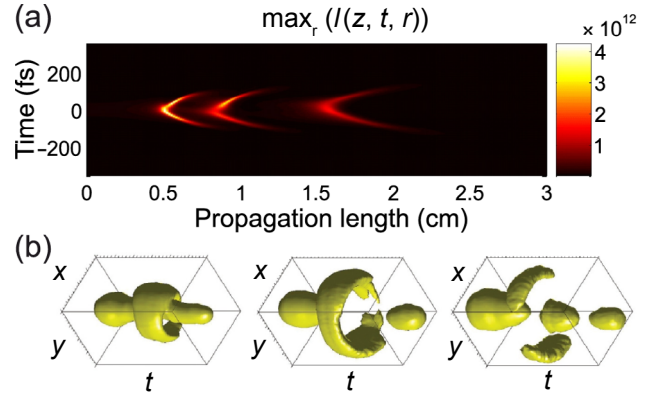 (a)
max_r (I(z, t, r))
× 10^12
Time (fs)
200
0
−200
4
3
2
1
0
0.5
1
1.5
2
2.5
3
Propagation length (cm)
(b)
x
y
t
x
y
t
x
y
t